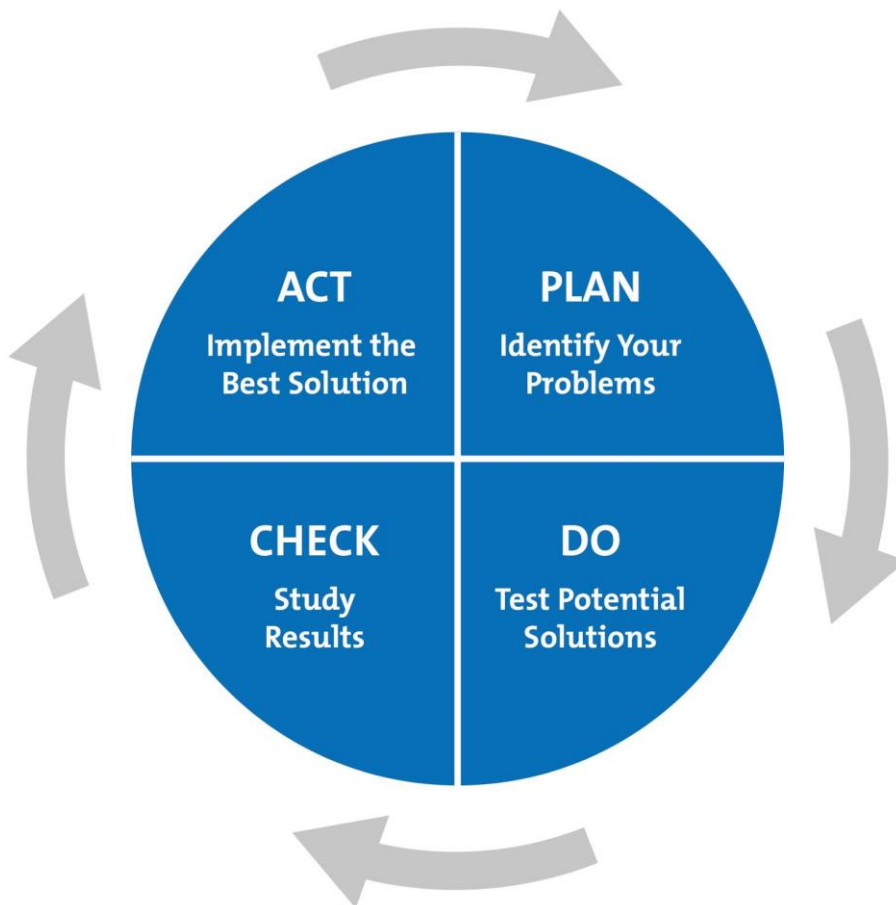 ACT
Implement the
Best Solution
PLAN
Identify Your
Problems
CHECK
Study
Results
DO
Test Potential
Solutions